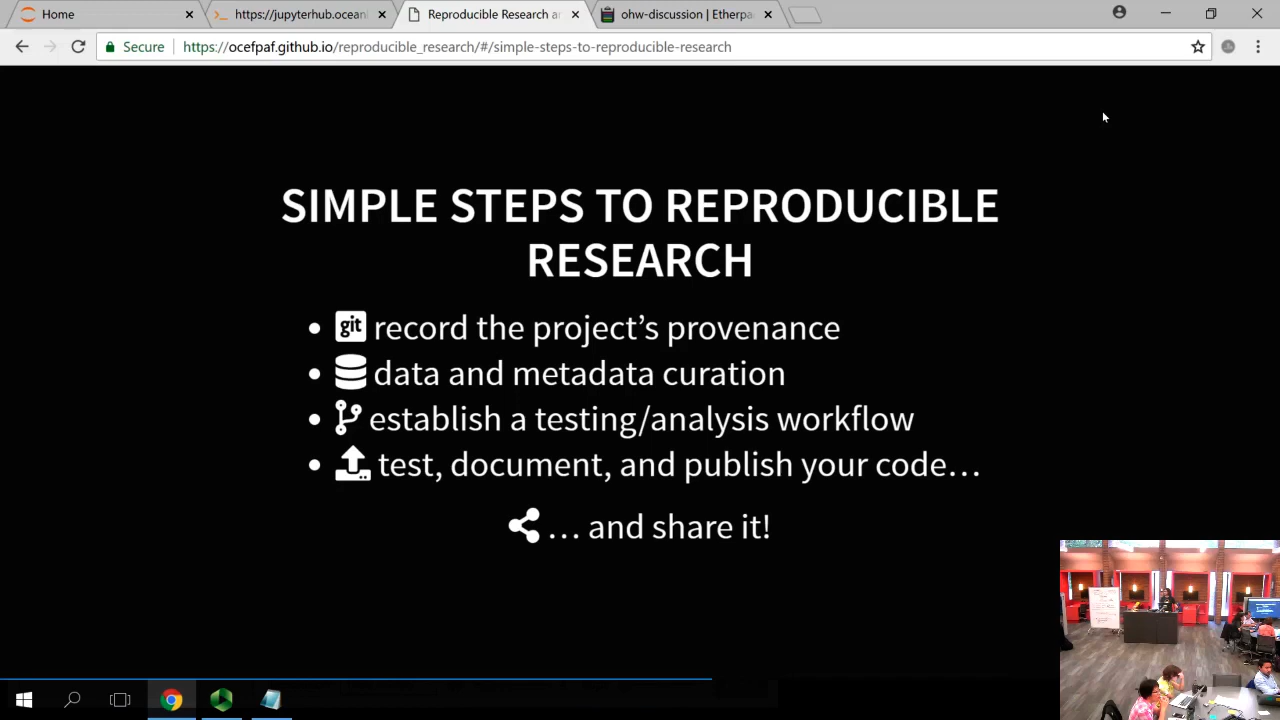 Home
https://jupyterhub.ocean
Reproducible Research a
ohw-discussion | Etherpa
Secure
https://ocefpaf.github.io/reproducible_research/#/simple-steps-to-reproducible-research
SIMPLE STEPS TO REPRODUCIBLE
RESEARCH
git record the project’s provenance
data and metadata curation
establish a testing/analysis workflow
test, document, and publish your code…
… and share it!